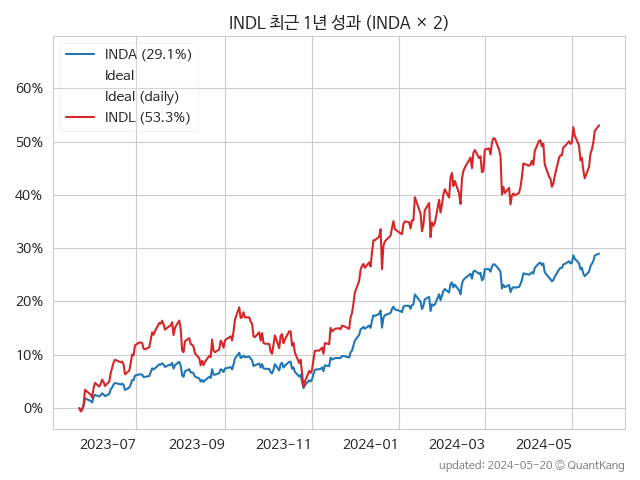 INDL 최근 1년 성과 (INDA × 2)
INDA (29.1%)
Ideal
Ideal (daily)
INDL (53.3%)
60%
50%
40%
30%
20%
10%
0%
2023-07 2023-09 2023-11 2024-01 2024-03 2024-05
updated: 2024-05-20 ⓒ QuantKang